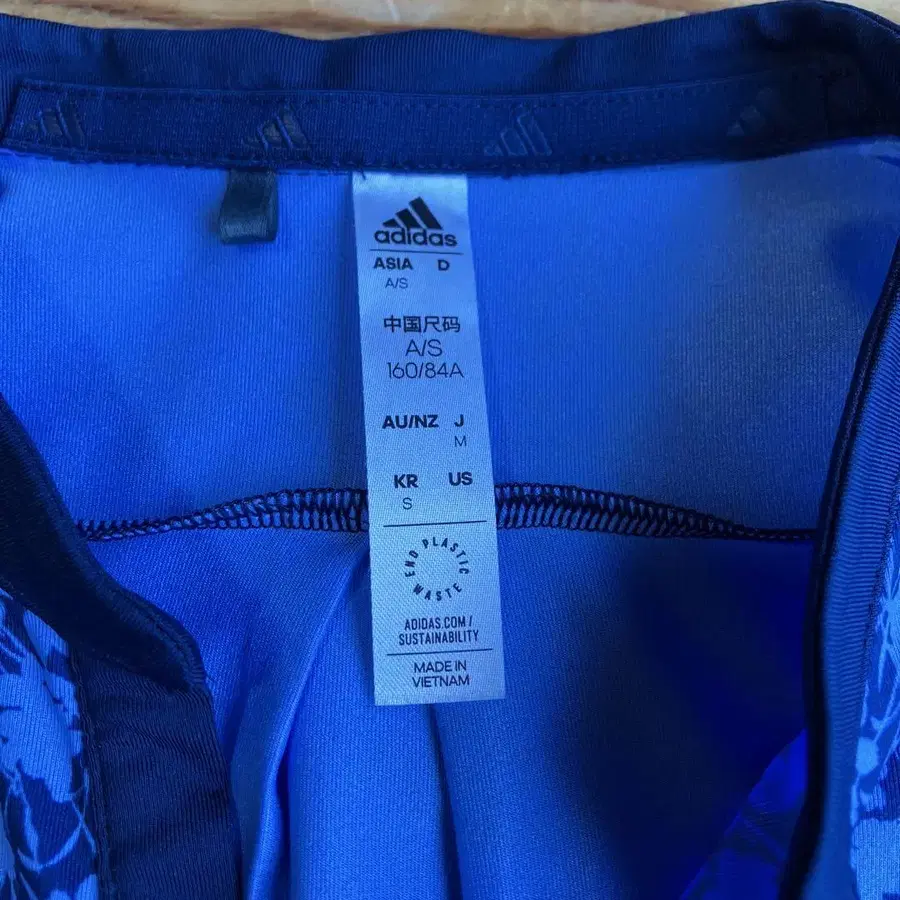 adidas
ASIA D
A/S
中国尺码
A/S
160/84A
AU/NZ J
M
KR US
S
END PLASTIC WASTE
ADIDAS.COM/
SUSTAINABILITY
MADE IN
VIETNAM